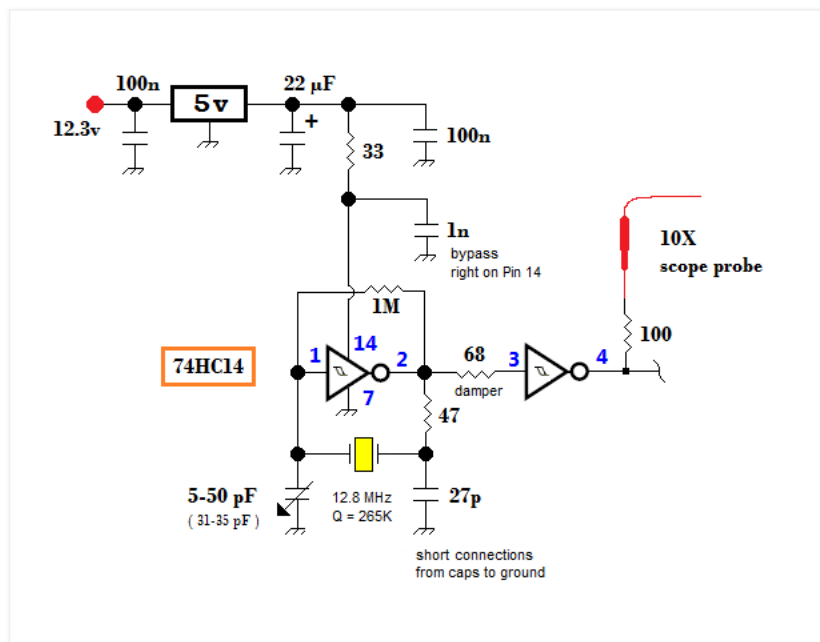 100n
5v
22 µF
+
12.3v
33
100n
1n
bypass
right on Pin 14
10X
scope probe
1M
100
74HC14
1
14
2
7
68
damper
3
4
47
5-50 pF
( 31-35 pF )
12.8 MHz
Q = 265K
27p
short connections
from caps to ground